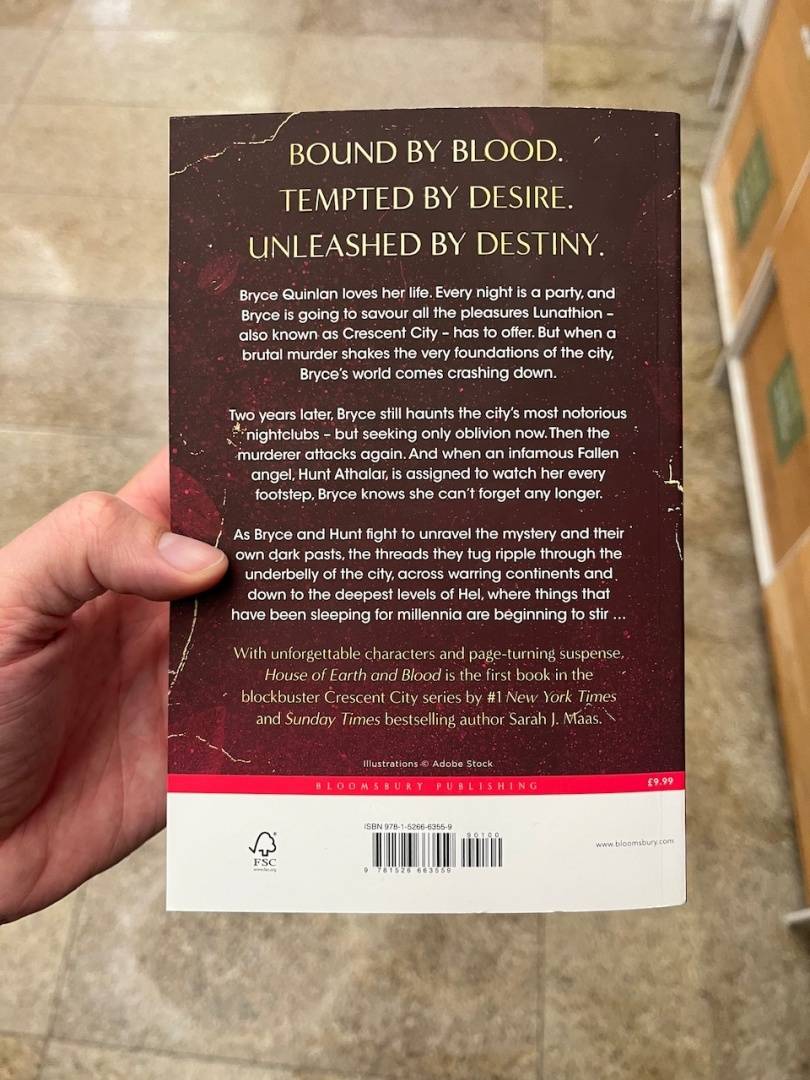 BOUND BY BLOOD.
TEMPTED BY DESIRE.
UNLEASHED BY DESTINY.
Bryce Quinlan loves her life. Every night is a party, and
Bryce is going to savour all the pleasures Lunathion –
also known as Crescent City – has to offer. But when a
brutal murder shakes the very foundations of the city,
Bryce's world comes crashing down.
Two years later, Bryce still haunts the city's most notorious
nightclubs – but seeking only oblivion now. Then the
murderer attacks again. And when an infamous Fallen
angel, Hunt Athalar, is assigned to watch her every
footstep, Bryce knows she can't forget any longer.
As Bryce and Hunt fight to unravel the mystery and their
own dark pasts, the threads they tug ripple through the
underbelly of the city, across warring continents and
down to the deepest levels of Hel, where things that
have been sleeping for millennia are beginning to stir ...
With unforgettable characters and page-turning suspense,
House of Earth and Blood is the first book in the
blockbuster Crescent City series by #1 New York Times
and Sunday Times bestselling author Sarah J. Maas.
Illustrations © Adobe Stock
BLOOMSBURY PUBLISHING
£9.99
ISBN 978-1-5266-6355-9
90100
9 781526 663559
FSC
www.fsc.org
www.bloomsbury.com